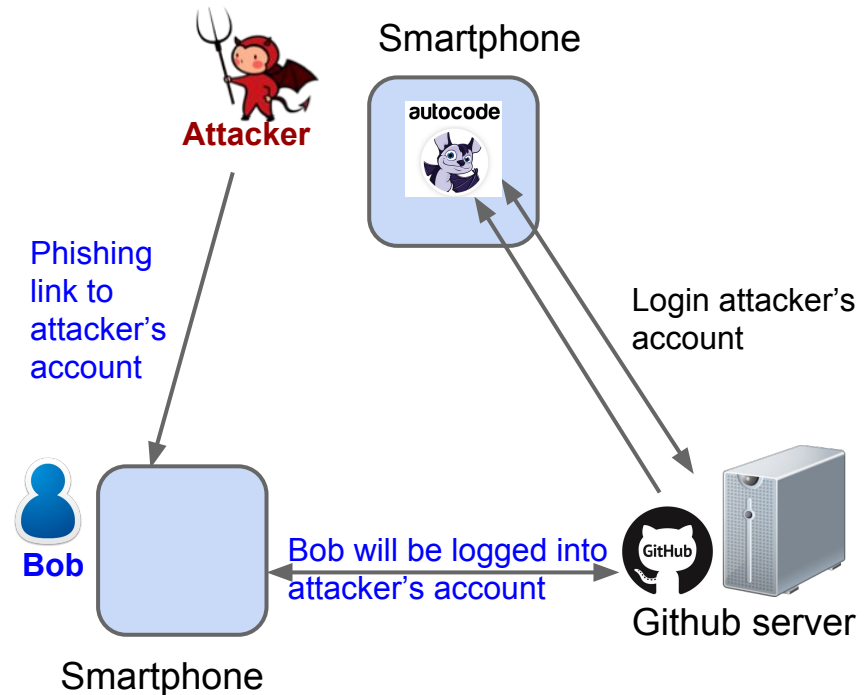 Smartphone
autocode
Attacker
Phishing
link to
attacker's
account
Login attacker's
account
Bob
Bob will be logged into
attacker's account
GitHub
Github server
Smartphone